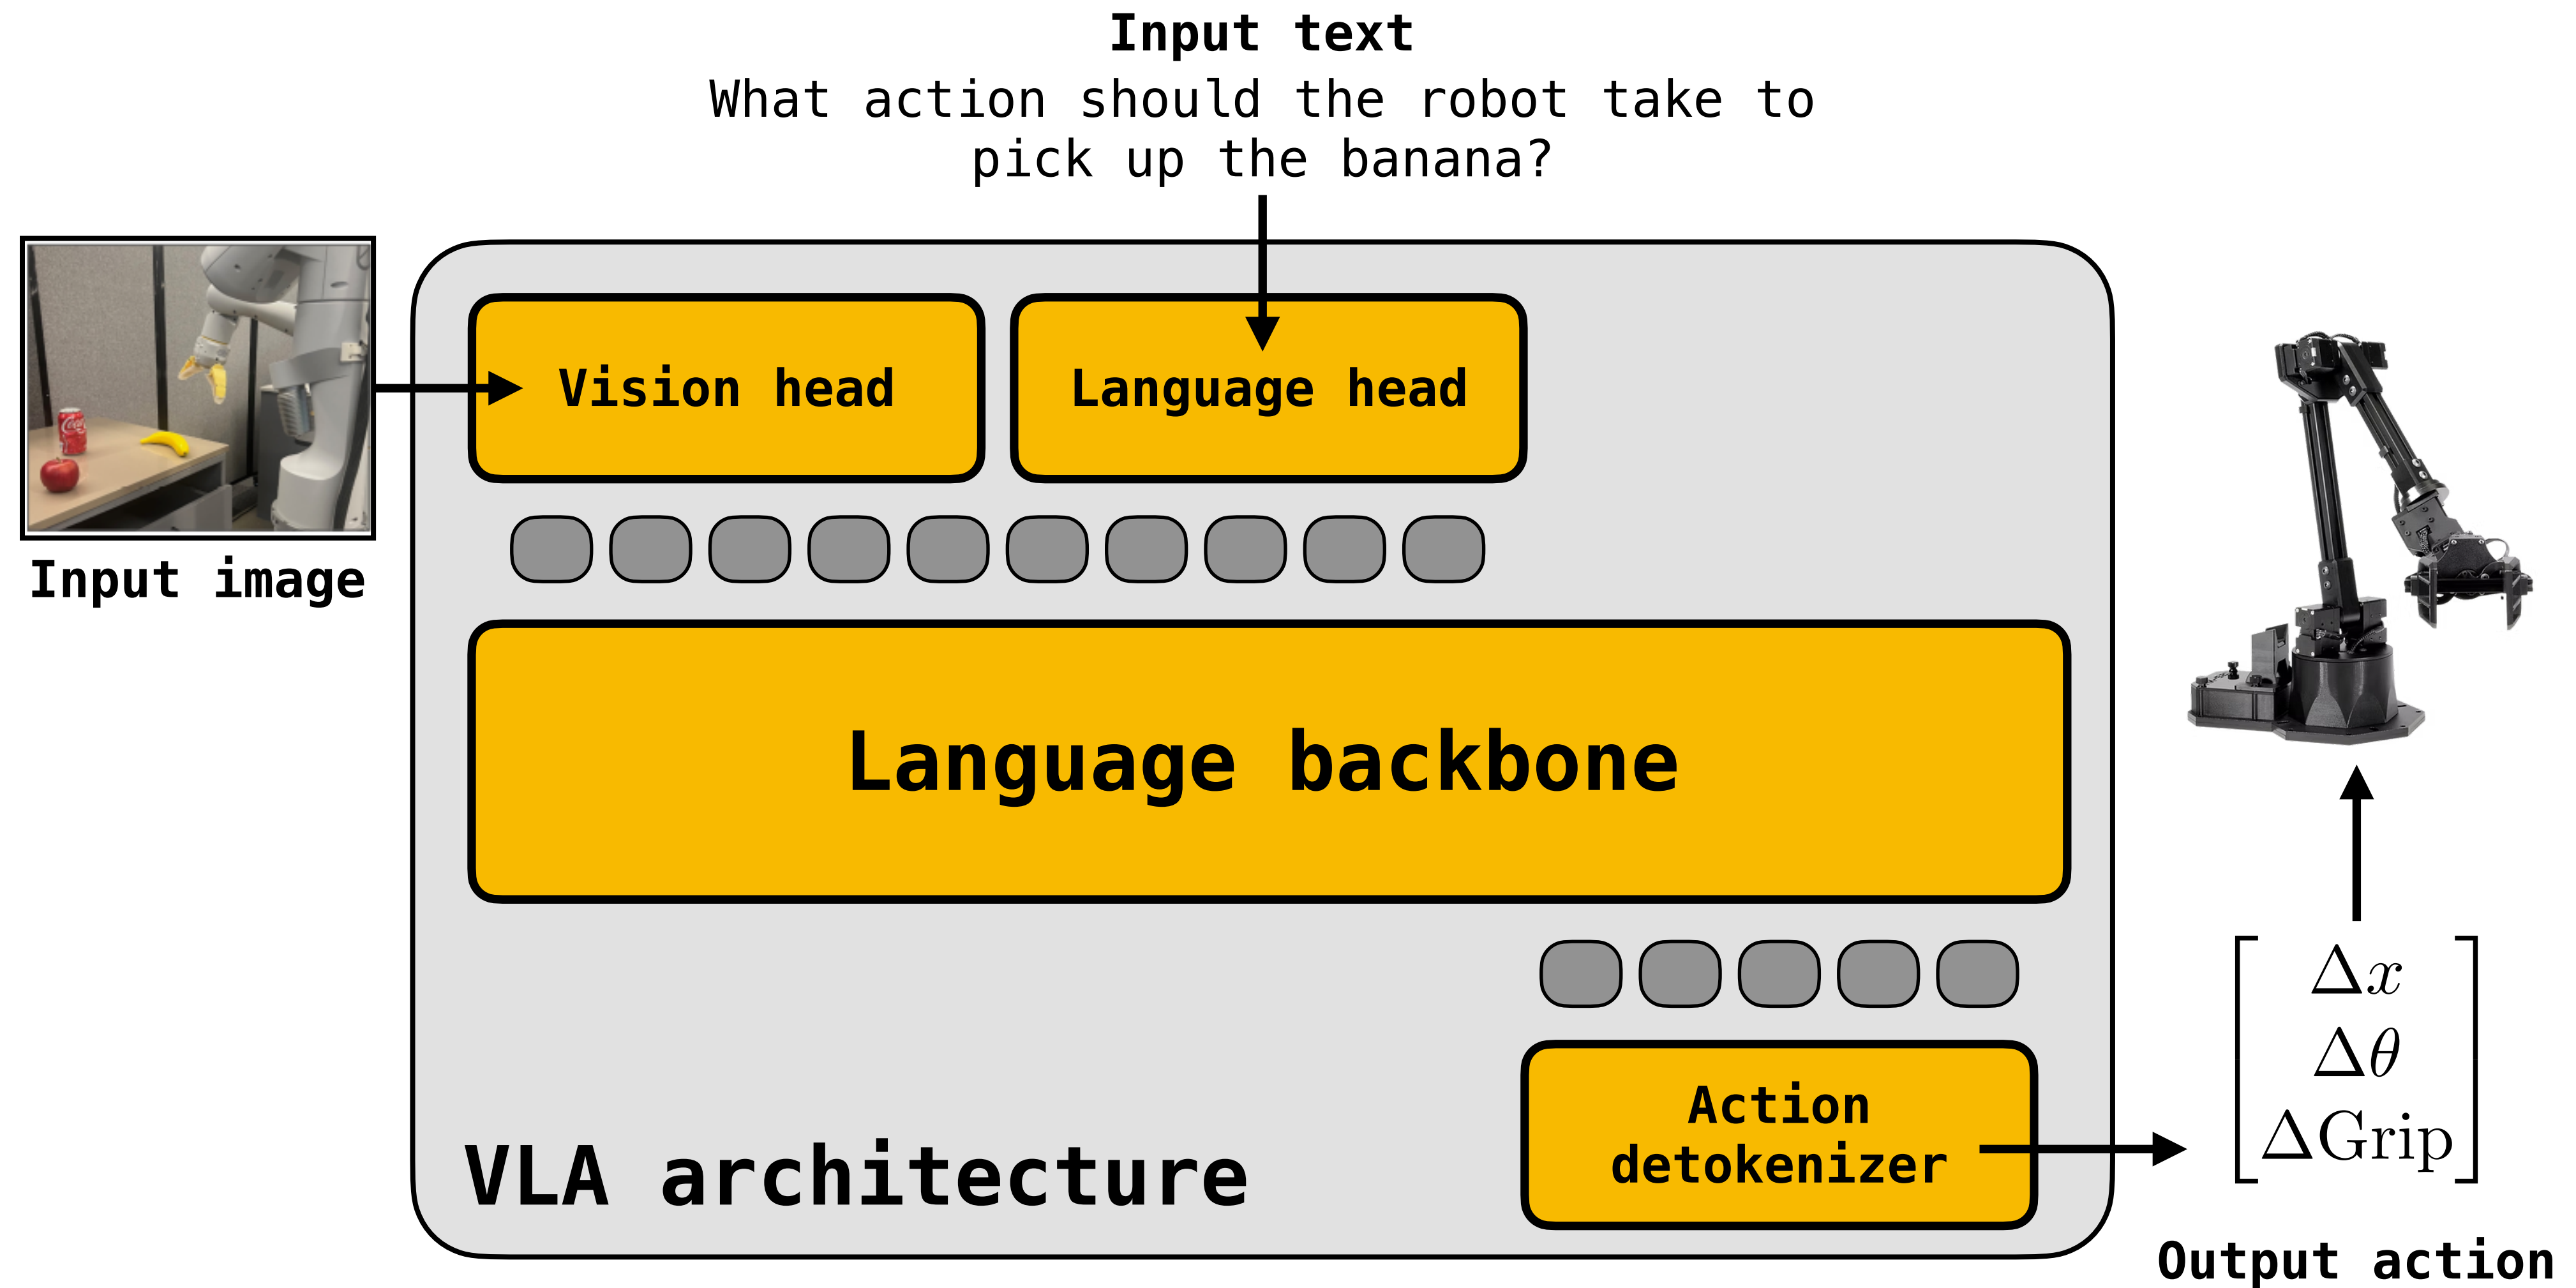 Input text
What action should the robot take to
pick up the banana?
Input image
Vision head
Language head
Language backbone
Action
detokenizer
VLA architecture
Δx
Δθ
ΔGrip
Output action